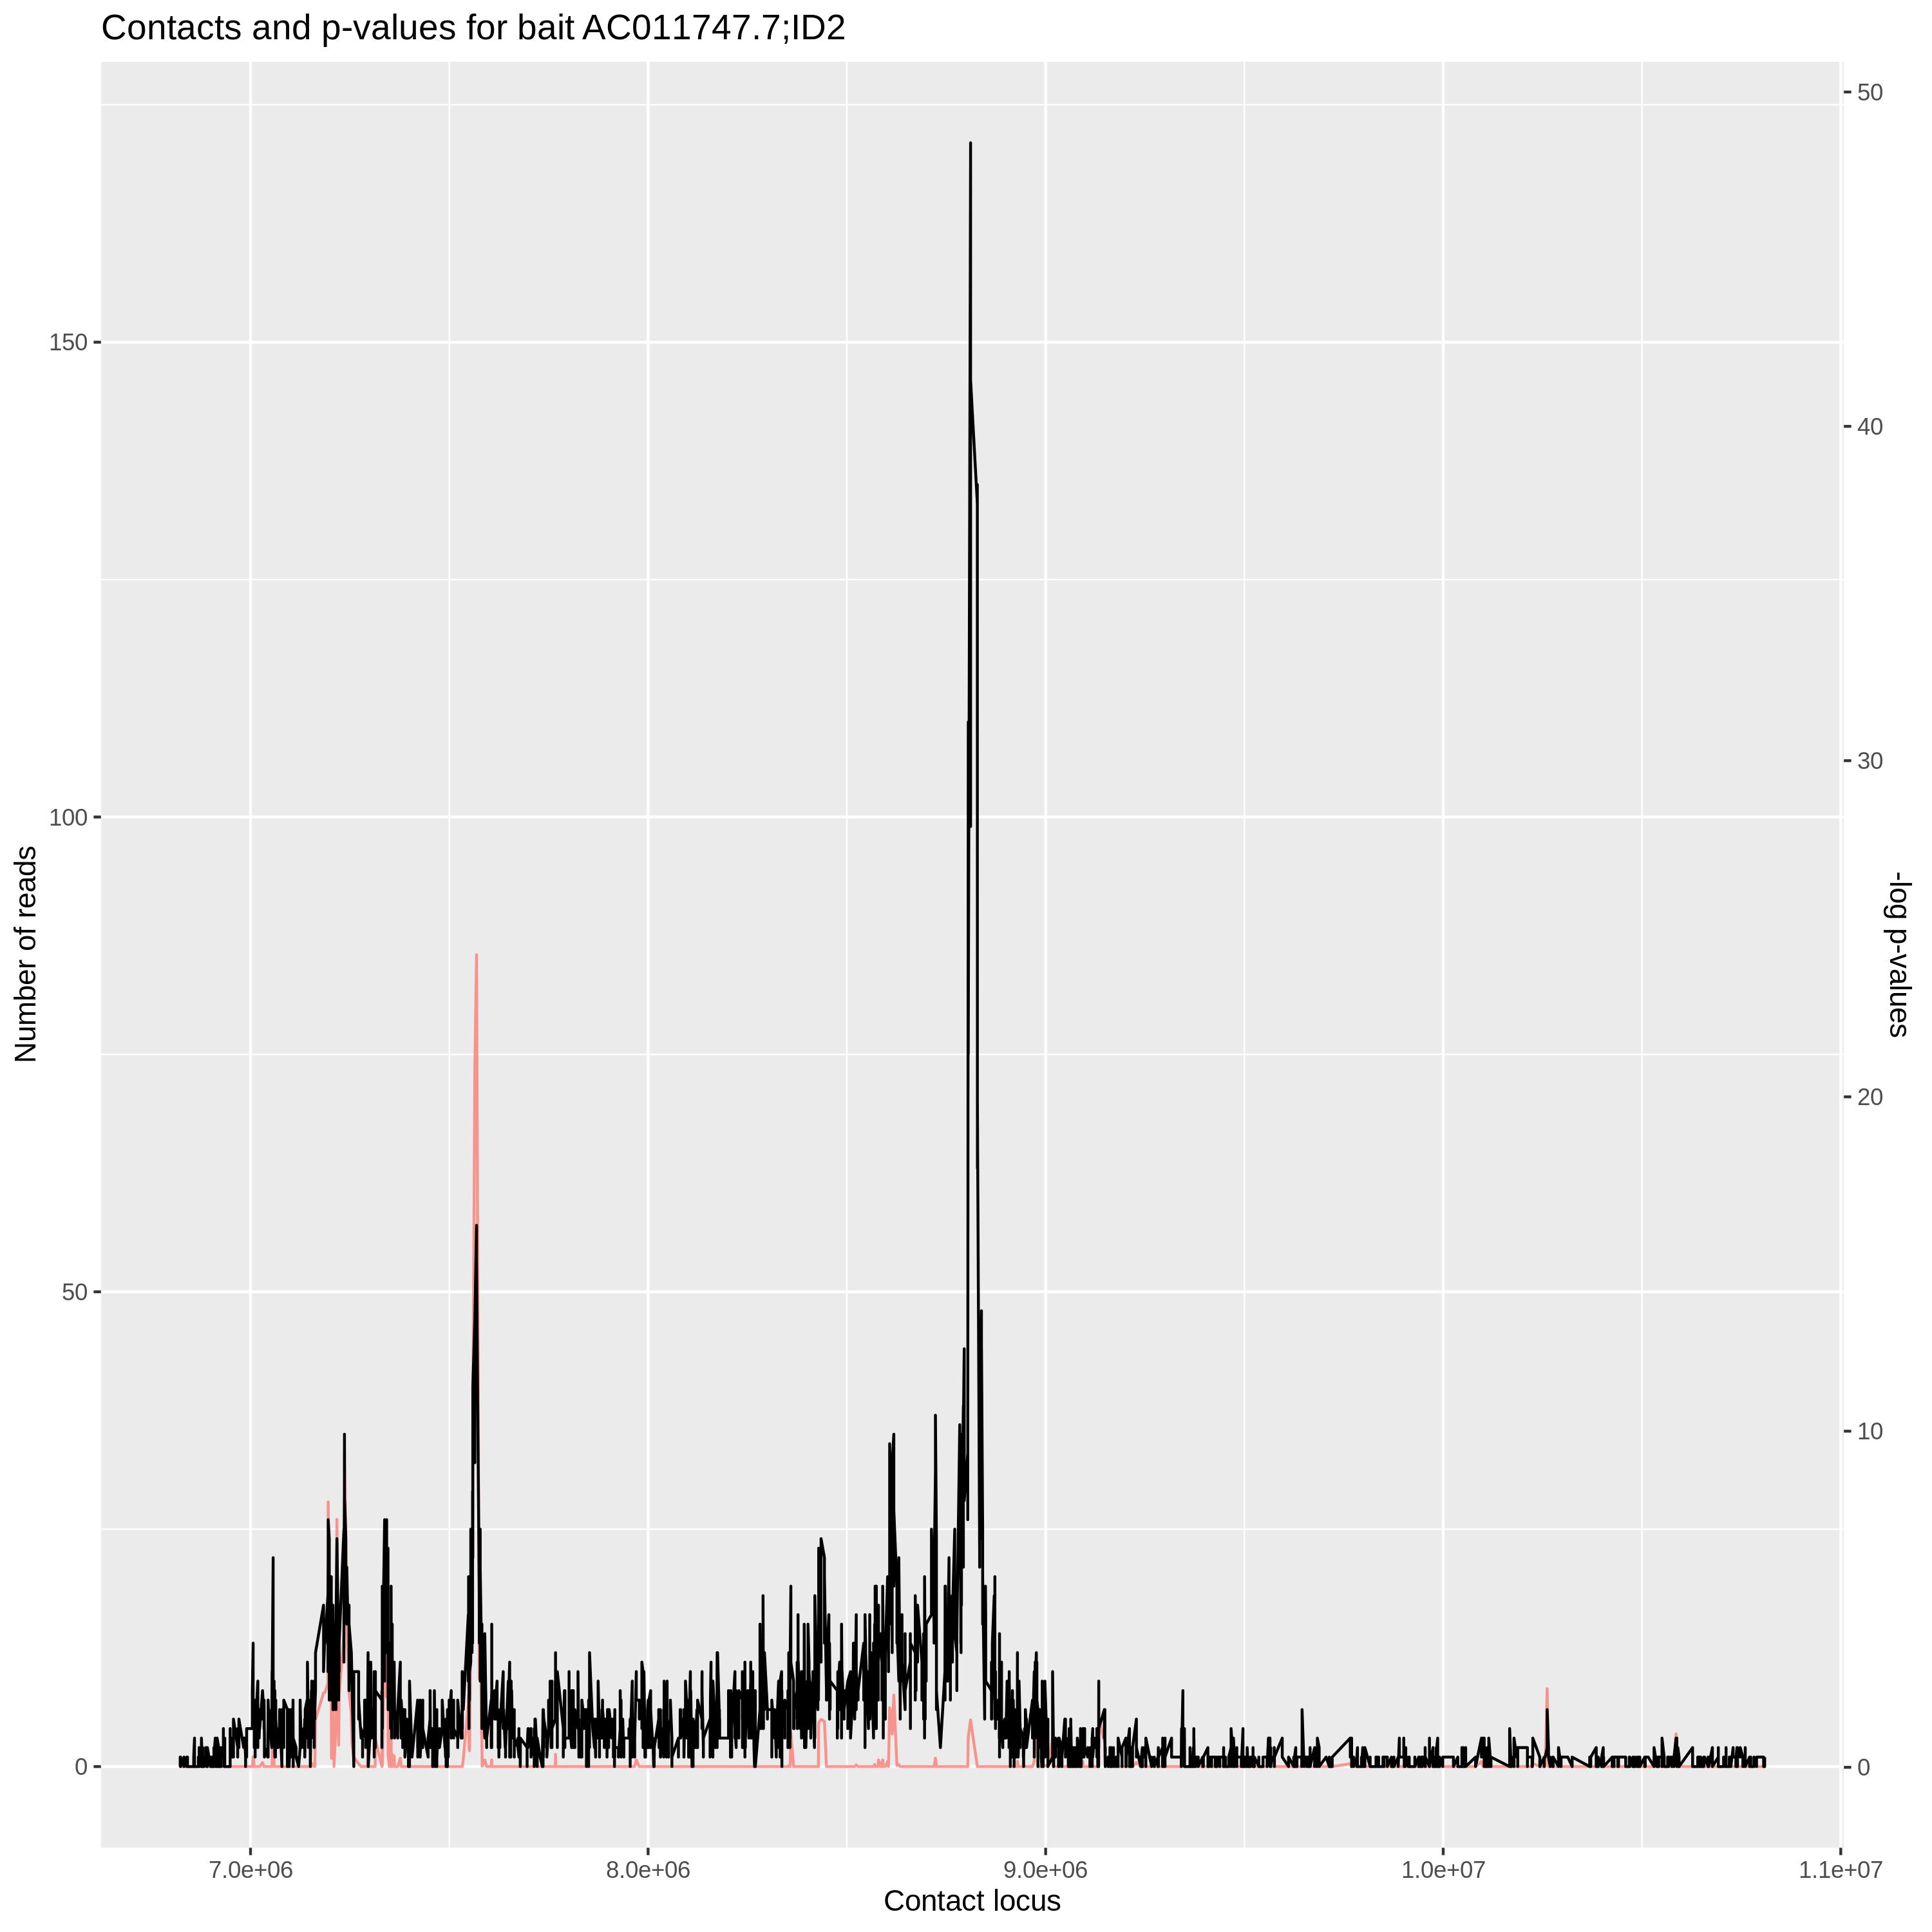 Contacts and p-values for bait AC011747.7;ID2
Number of reads
150
100
50
0
50
40
30
20
10
0
-log p-values
7.0e+06 8.0e+06 9.0e+06 1.0e+07 1.1e+07
Contact locus